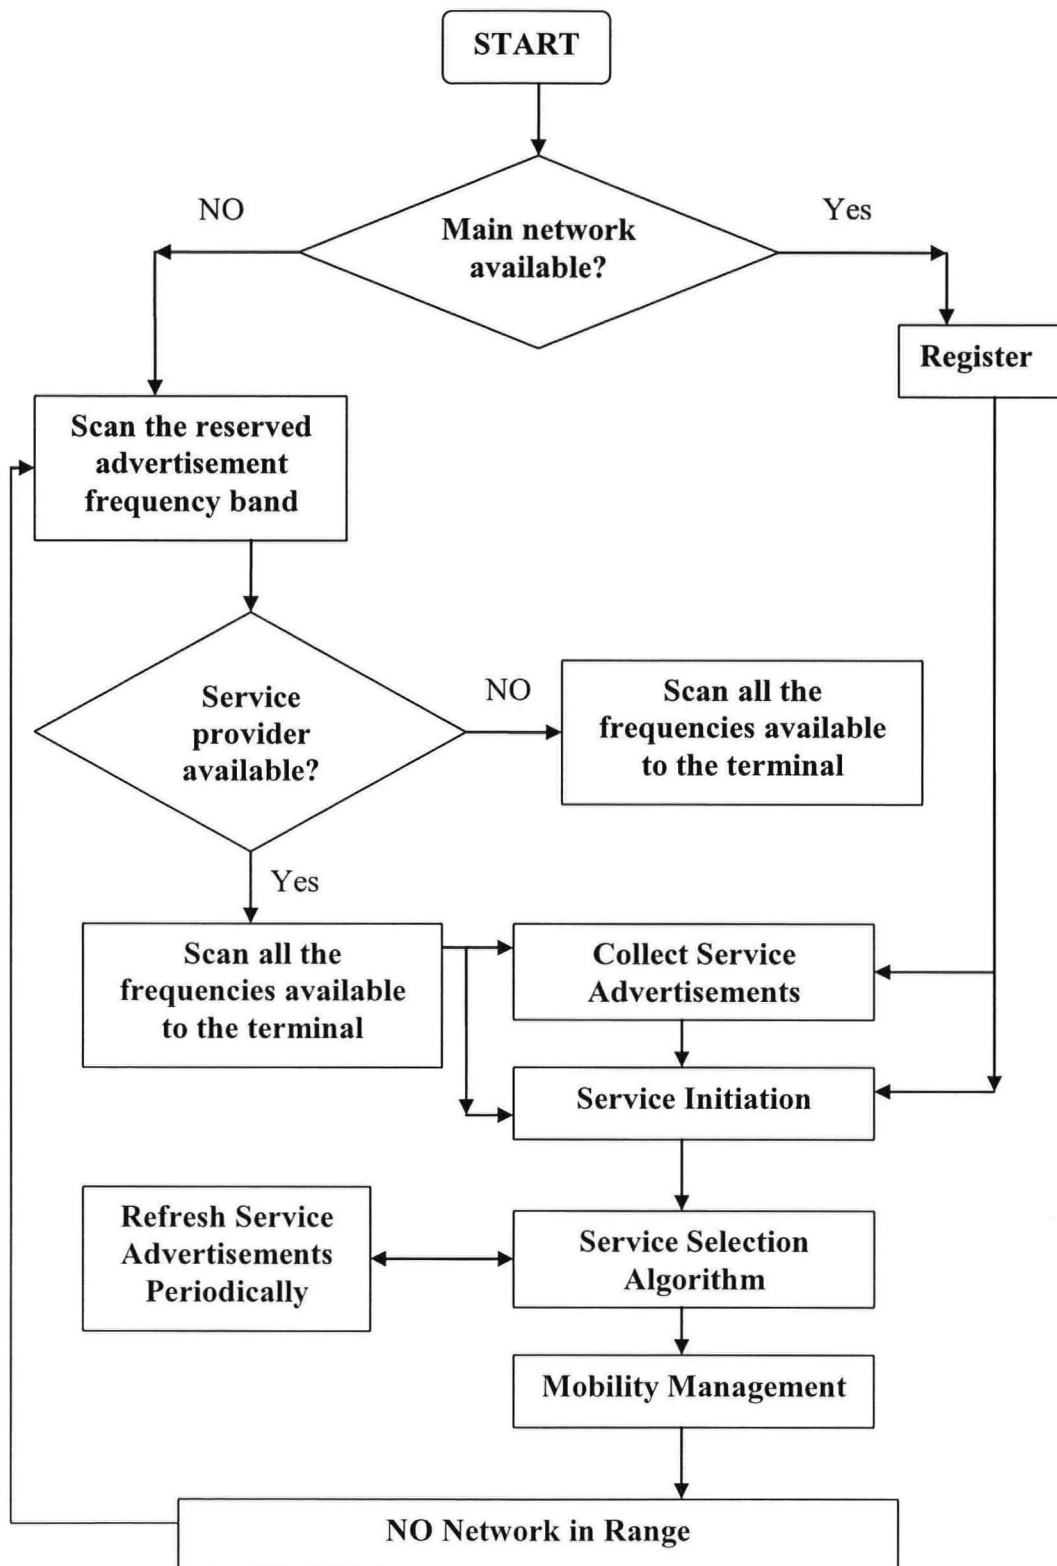 START
NO
Yes
Main network
available?
Register
Scan the reserved
advertisement
frequency band
Service
provider
available?
NO
Scan all the
frequencies available
to the terminal
Yes
Scan all the
frequencies available
to the terminal
Collect Service
Advertisements
Service Initiation
Refresh Service
Advertisements
Periodically
Service Selection
Algorithm
Mobility Management
NO Network in Range